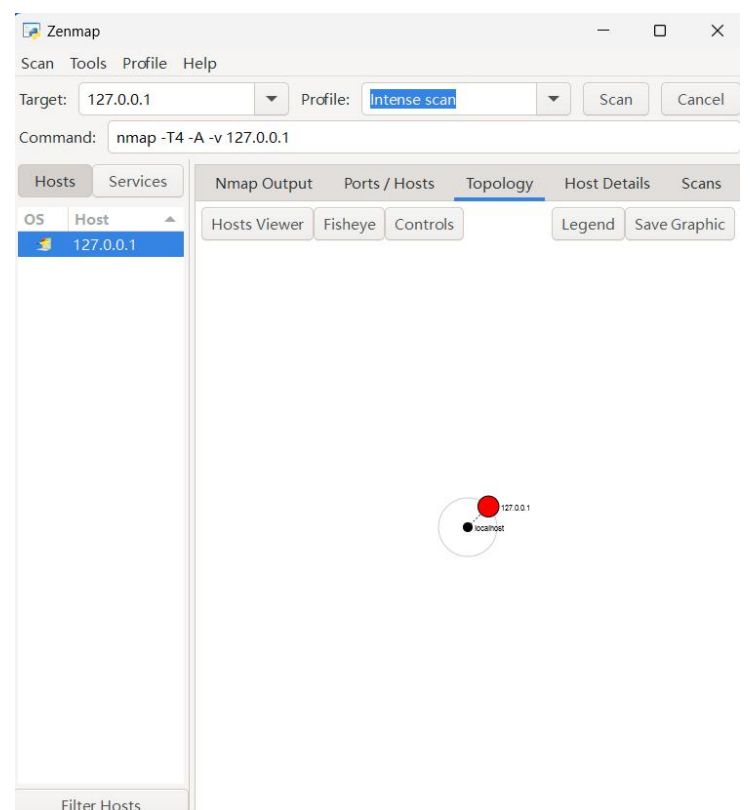 Zenmap
Scan Tools Profile Help
Target: 127.0.0.1 Profile: Intense scan Scan Cancel
Command: nmap -T4 -A -v 127.0.0.1
Hosts Services Nmap Output Ports / Hosts Topology Host Details Scans
OS Host Hosts Viewer Fisheye Controls Legend Save Graphic
127.0.0.1
127.0.0.1
localhost
Filter Hosts